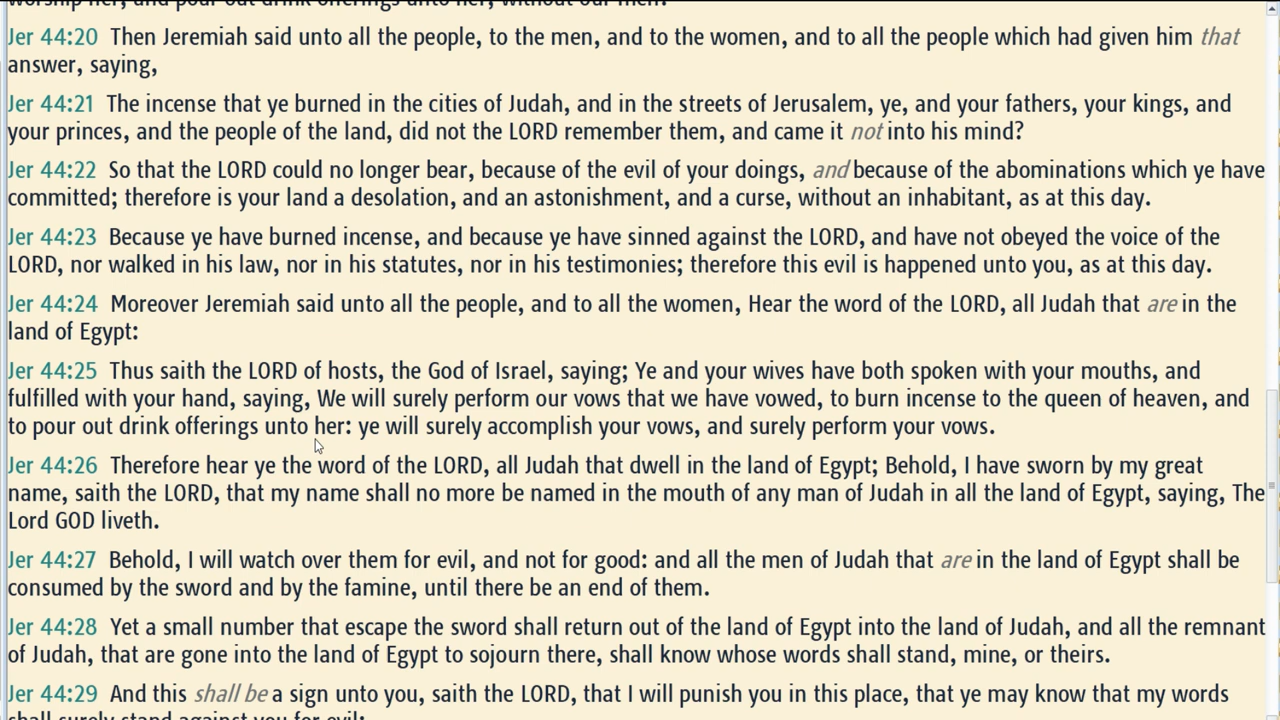 worship her, and pour out drink offerings unto her, without our men?
Jer 44:20 Then Jeremiah said unto all the people, to the men, and to the women, and to all the people which had given him that
answer, saying,
Jer 44:21 The incense that ye burned in the cities of Judah, and in the streets of Jerusalem, ye, and your fathers, your kings, and
your princes, and the people of the land, did not the LORD remember them, and came it not into his mind?
Jer 44:22 So that the LORD could no longer bear, because of the evil of your doings, and because of the abominations which ye have
committed; therefore is your land a desolation, and an astonishment, and a curse, without an inhabitant, as at this day.
Jer 44:23 Because ye have burned incense, and because ye have sinned against the LORD, and have not obeyed the voice of the
LORD, nor walked in his law, nor in his statutes, nor in his testimonies; therefore this evil is happened unto you, as at this day.
Jer 44:24 Moreover Jeremiah said unto all the people, and to all the women, Hear the word of the LORD, all Judah that are in the
land of Egypt:
Jer 44:25 Thus saith the LORD of hosts, the God of Israel, saying; Ye and your wives have both spoken with your mouths, and
fulfilled with your hand, saying, We will surely perform our vows that we have vowed, to burn incense to the queen of heaven, and
to pour out drink offerings unto her: ye will surely accomplish your vows, and surely perform your vows.
Jer 44:26 Therefore hear ye the word of the LORD, all Judah that dwell in the land of Egypt; Behold, I have sworn by my great
name, saith the LORD, that my name shall no more be named in the mouth of any man of Judah in all the land of Egypt, saying, The
Lord GOD liveth.
Jer 44:27 Behold, I will watch over them for evil, and not for good: and all the men of Judah that are in the land of Egypt shall be
consumed by the sword and by the famine, until there be an end of them.
Jer 44:28 Yet a small number that escape the sword shall return out of the land of Egypt into the land of Judah, and all the remnant
of Judah, that are gone into the land of Egypt to sojourn there, shall know whose words shall stand, mine, or theirs.
Jer 44:29 And this shall be a sign unto you, saith the LORD, that I will punish you in this place, that ye may know that my words
shall surely stand against you for evil: